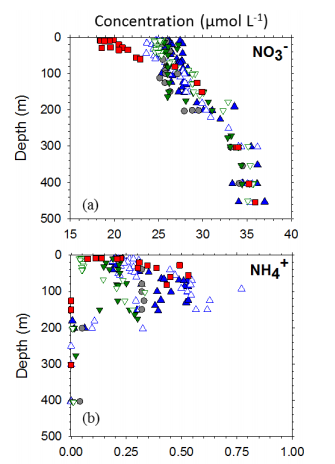 Concentration (μmol L⁻¹)
0
100
200
300
400
500
Depth (m)
NO₃⁻
(a)
15 20 25 30 35 40
0
100
200
300
400
500
Depth (m)
NH₄⁺
(b)
0.00 0.25 0.50 0.75 1.00